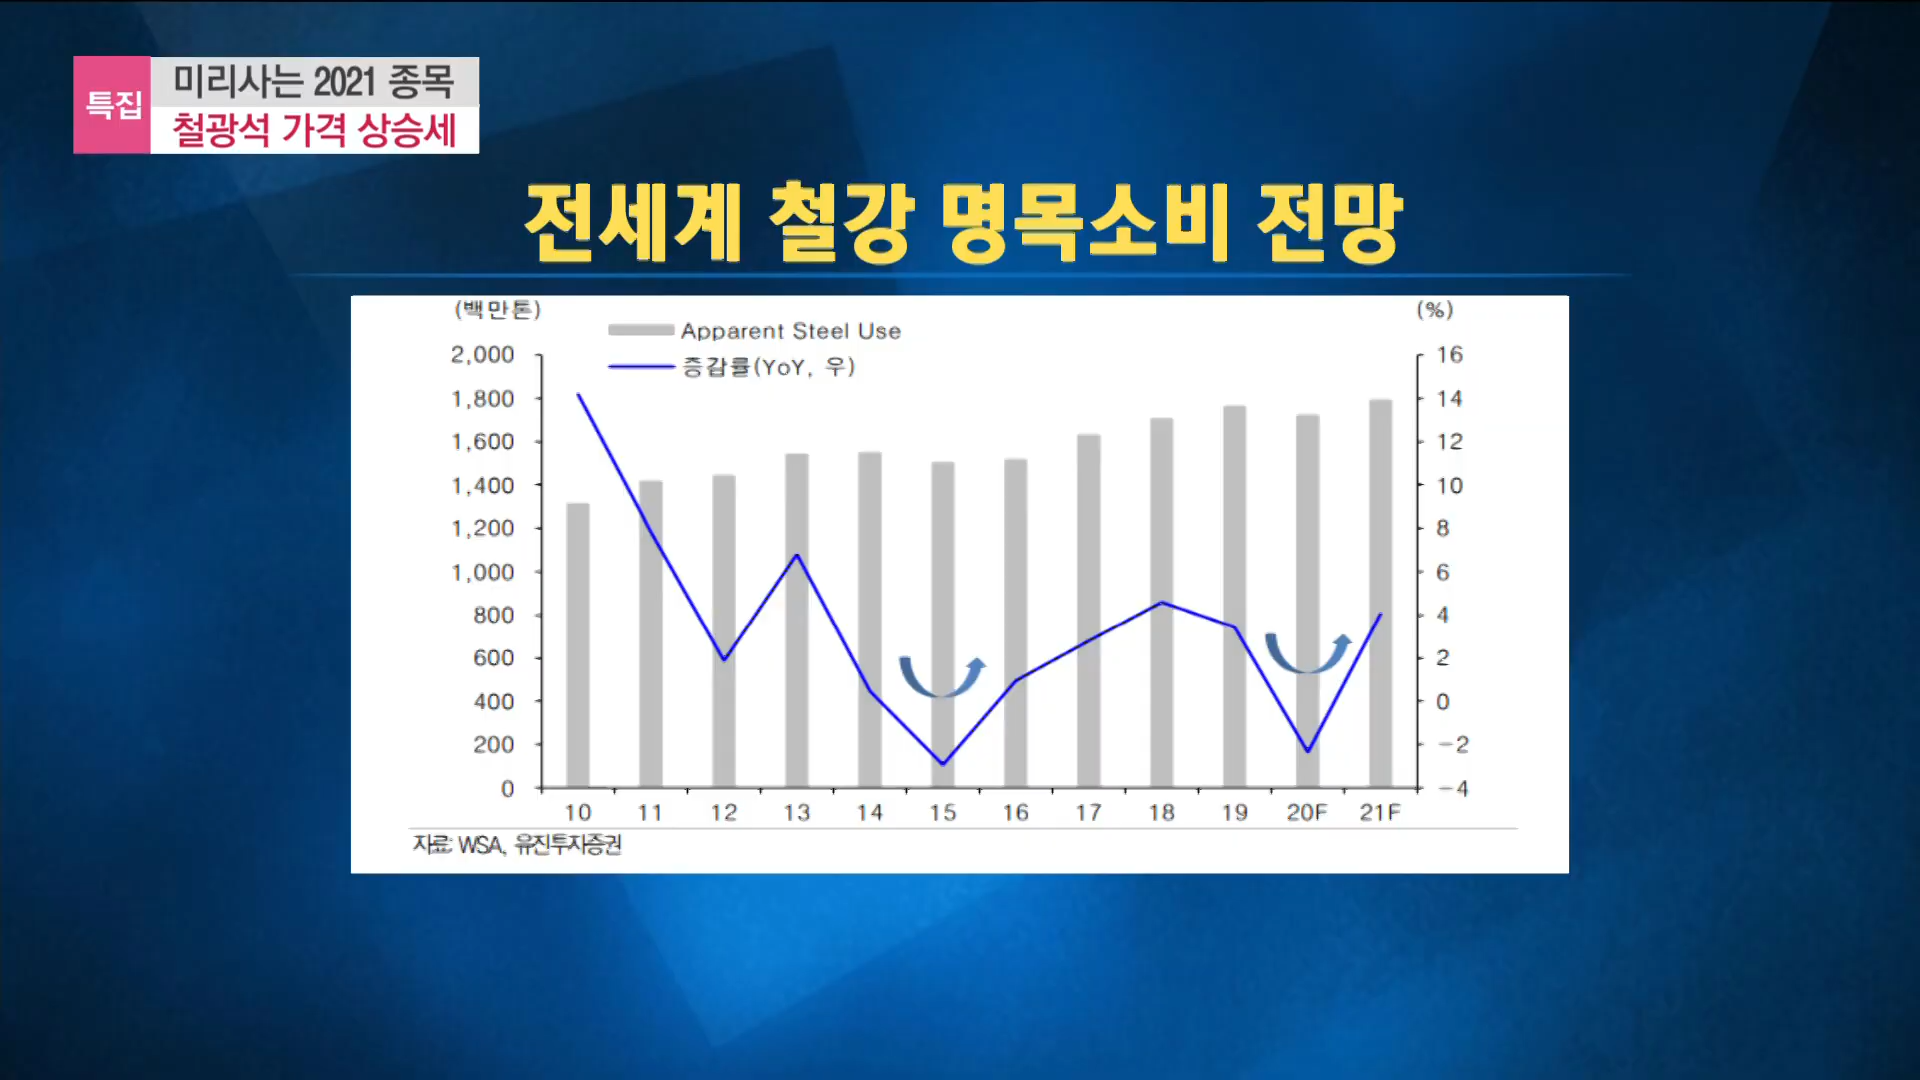 특집
미리사는 2021 종목
철광석 가격 상승세
전세계 철강 명목소비 전망
(백만톤)
(%)
Apparent Steel Use
증감률(YoY, 우)
2,000
1,800
1,600
1,400
1,200
1,000
800
600
400
200
0
16
14
12
10
8
6
4
2
0
-2
-4
10 11 12 13 14 15 16 17 18 19 20F 21F
자료: WSA, 유진투자증권